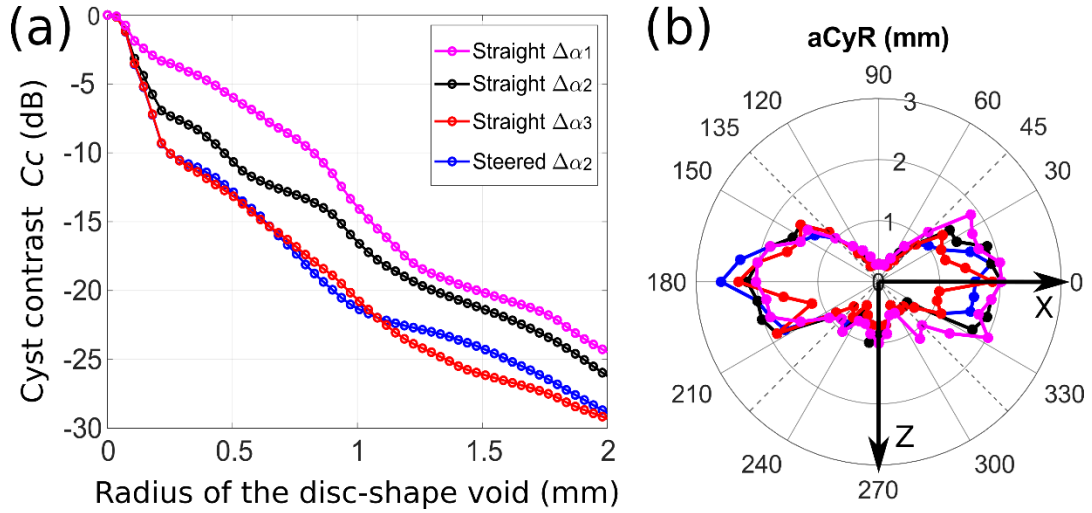 (a)
Cyst contrast Cc (dB)
0
-5
-10
-15
-20
-25
-30
0
0.5
1
1.5
2
Radius of the disc-shape void (mm)
Straight Δα1
Straight Δα2
Straight Δα3
Steered Δα2
(b)
aCyR (mm)
90
120
60
135
45
150
30
180
0
210
330
240
300
270
0
1
2
3
X
Z